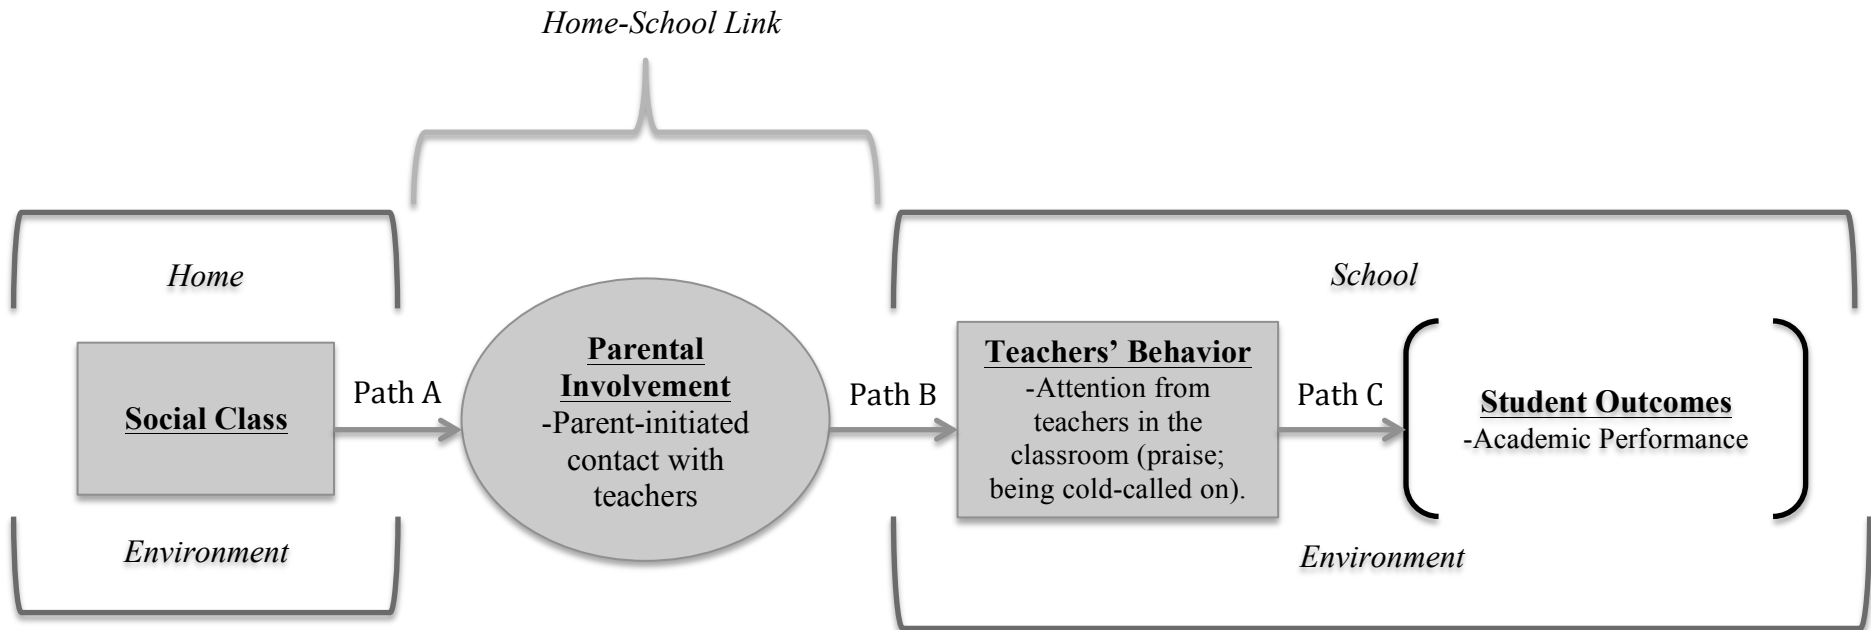 Home-School Link
Home
Social Class
Environment
Path A
Parental
Involvement
-Parent-initiated
contact with
teachers
Path B
School
Teachers’ Behavior
-Attention from
teachers in the
classroom (praise;
being cold-called on).
Path C
Student Outcomes
-Academic Performance
Environment